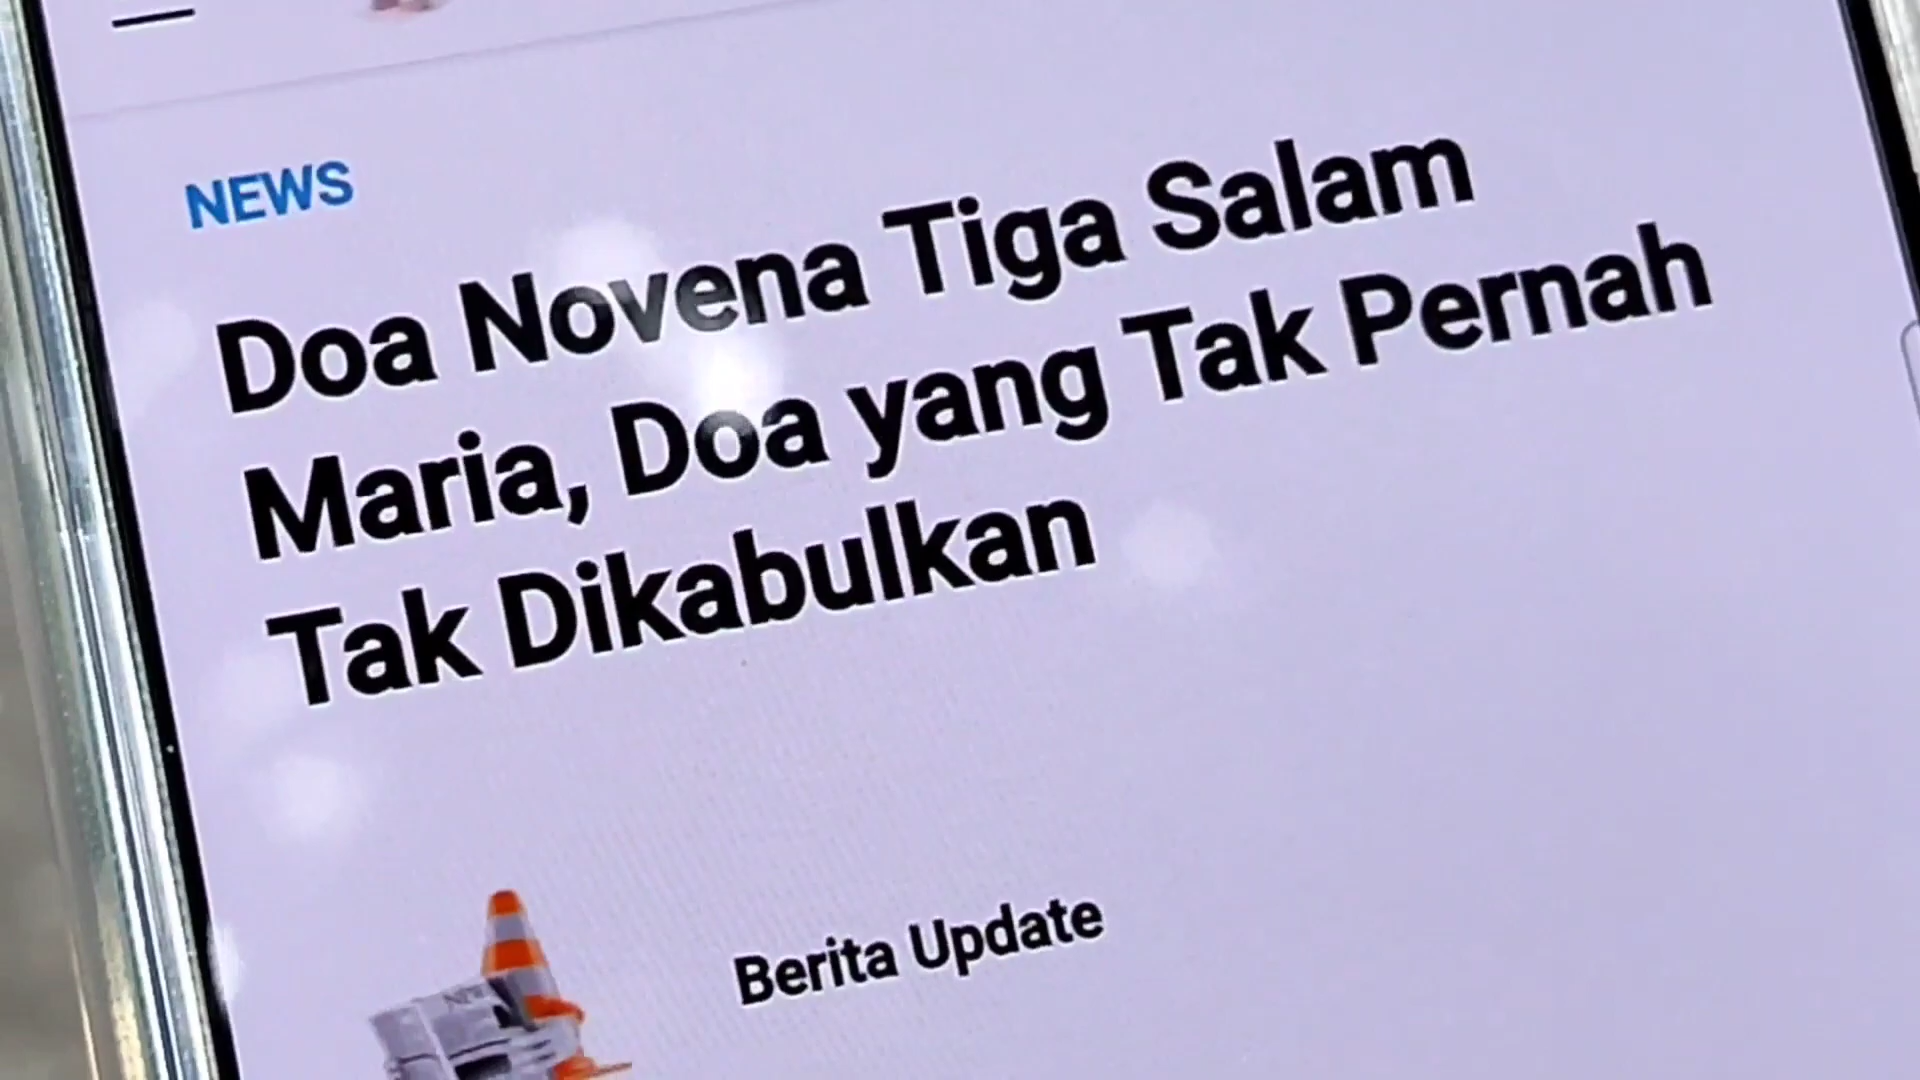 NEWS
Doa Novena Tiga Salam
Maria, Doa yang Tak Pernah
Tak Dikabulkan
Berita Update